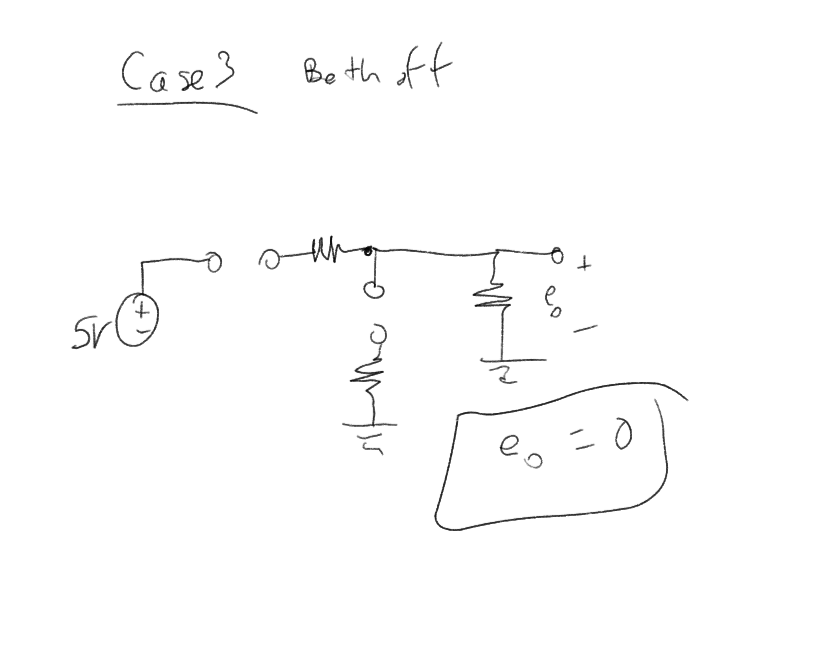 Case 3 Both off
5V
+
-
+
e₀
-
e₀ = 0